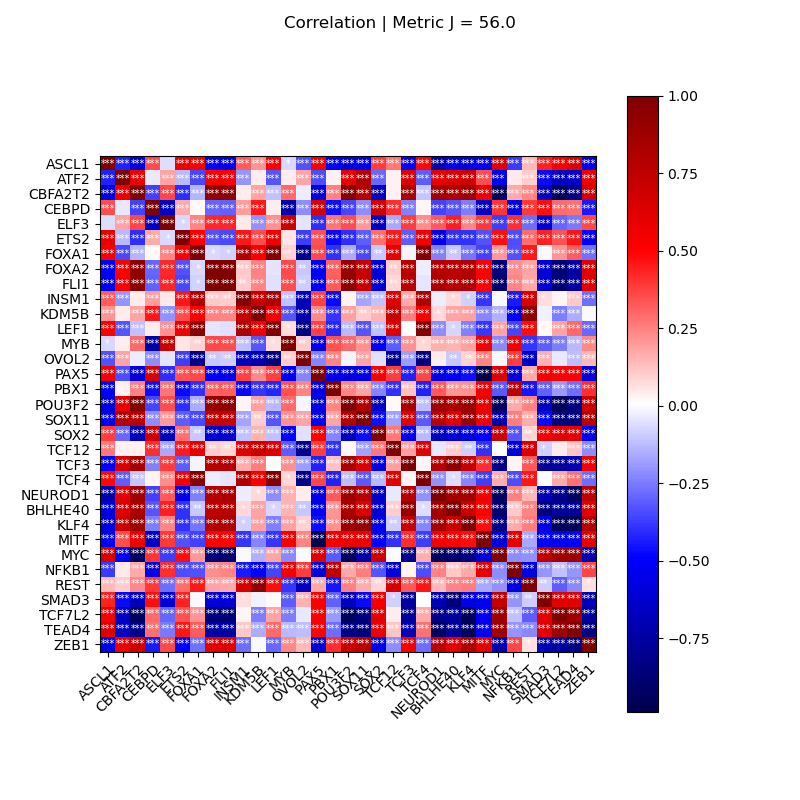 Correlation | Metric J = 56.0
ASCL1
ATF2
CBFA2T2
CEBPD
ELF3
ETS2
FOXA1
FOXA2
FLI1
INSM1
KDM5B
LEF1
MYB
OVOL2
PAX5
PBX1
POU3F2
SOX11
SOX2
TCF12
TCF3
TCF4
NEUROD1
BHLHE40
KLF4
MITF
MYC
NFKB1
REST
SMAD3
TCF7L2
TEAD4
ZEB1
ASCL1
ATF2
CBFA2T2
CEBPD
ELF3
ETS2
FOXA1
FOXA2
FLI1
INSM1
KDM5B
LEF1
MYB
OVOL2
PAX5
PBX1
POU3F2
SOX11
SOX2
TCF12
TCF3
TCF4
NEUROD1
BHLHE40
KLF4
MITF
MYC
NFKB1
REST
SMAD3
TCF7L2
TEAD4
ZEB1
1.00
0.75
0.50
0.25
0.00
−0.25
−0.50
−0.75